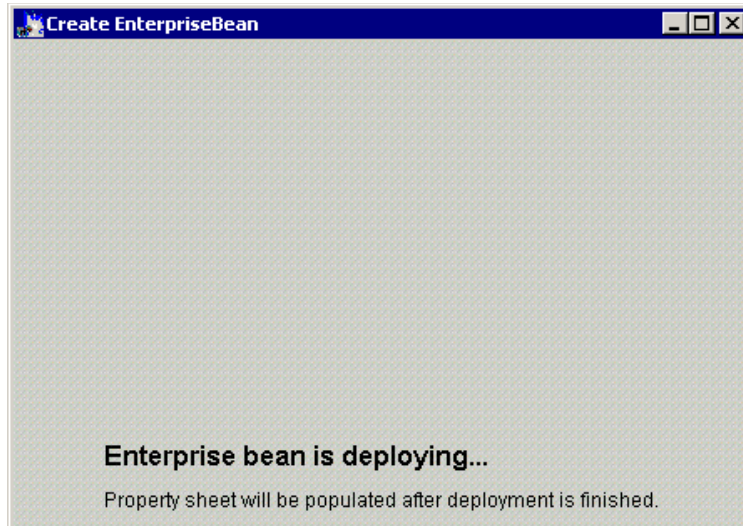 Create EnterpriseBean
Enterprise bean is deploying...
Property sheet will be populated after deployment is finished.